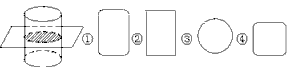 ① ② ③ ④